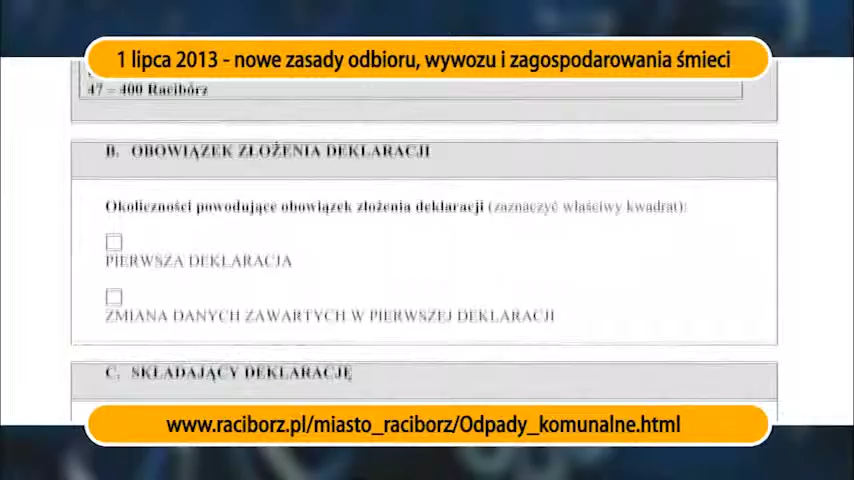 1 lipca 2013 - nowe zasady odbioru, wywozu i zagospodarowania śmieci
47 – 400 Racibórz
B. OBOWIĄZEK ZŁOŻENIA DEKLARACJI
Okoliczności powodujące obowiązek złożenia deklaracji (zaznaczyć właściwy kwadrat):
PIERWSZA DEKLARACJA
ZMIANA DANYCH ZAWARTYCH W PIERWSZEJ DEKLARACJI
C. SKŁADAJĄCY DEKLARACJĘ
www.raciborz.pl/miasto_raciborz/Odpady_komunalne.html